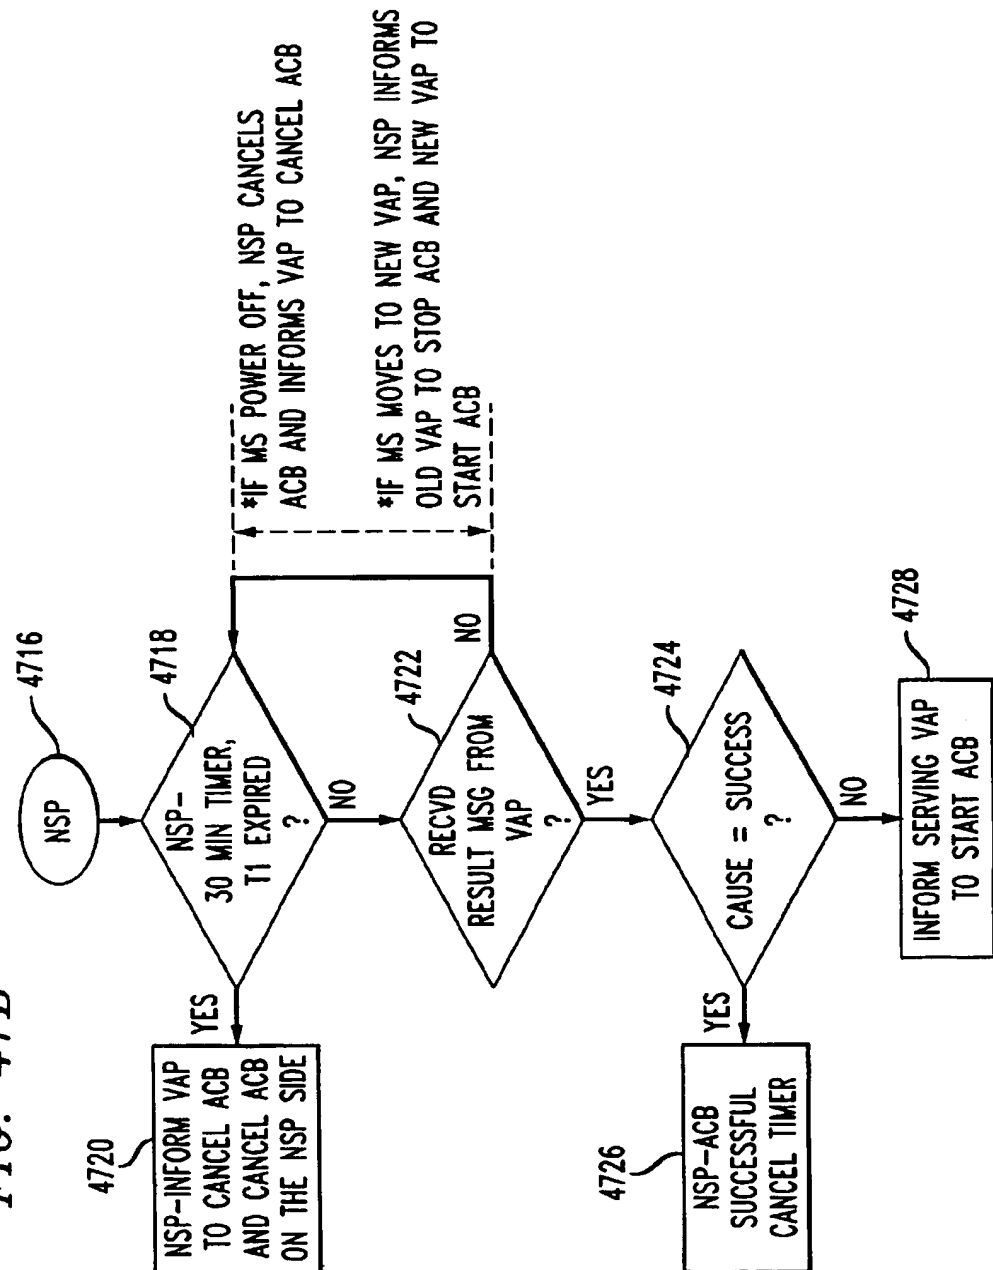 FIG.
NSP
4716
NSP-
30 MIN TIMER,
T1 EXPIRED
?
4718
YES
NO
4720
NSP-INFORM VAP
TO CANCEL ACB
AND CANCEL ACB
ON THE NSP SIDE
*IF MS POWER OFF, NSP CANCELS
ACB AND INFORMS VAP TO CANCEL ACB
*IF MS MOVES TO NEW VAP, NSP INFORMS
OLD VAP TO STOP ACB AND NEW VAP TO
START ACB
RECVD
RESULT MSG FROM
VAP
?
4722
NO
YES
CAUSE = SUCCESS
?
4724
YES
NO
4726
NSP-ACB
SUCCESSFUL
CANCEL TIMER
4728
INFORM SERVING VAP
TO START ACB